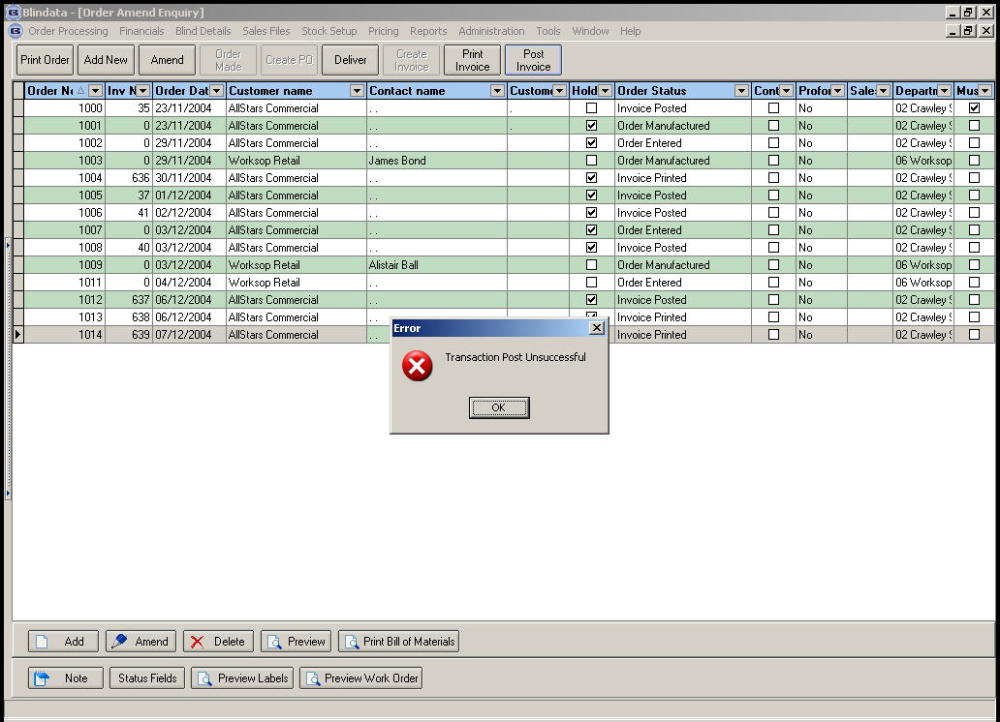 Blindata - [Order Amend Enquiry]
Order Processing Financials Blind Details Sales Files Stock Setup Pricing Reports Administration Tools Window Help
Print Order Add New Amend Order Made Create PO Deliver Create Invoice Print Invoice Post Invoice
Order No Inv N Order Dat Customer name Contact name Custome Hold Order Status Cont Profor Sale: Departm Mus
1000 35 23/11/2004 AllStars Commercial . . . Invoice Posted No 02 Crawley S
1001 0 23/11/2004 AllStars Commercial . . . Order Manufactured No 02 Crawley S
1002 0 29/11/2004 AllStars Commercial . . Order Entered No 02 Crawley S
1003 0 29/11/2004 Worksop Retail James Bond Order Manufactured No 06 Worksop
1004 636 30/11/2004 AllStars Commercial . . Invoice Printed No 02 Crawley S
1005 37 01/12/2004 AllStars Commercial . . Invoice Posted No 02 Crawley S
1006 41 02/12/2004 AllStars Commercial . . Invoice Posted No 02 Crawley S
1007 0 03/12/2004 AllStars Commercial . . Order Entered No 02 Crawley S
1008 40 03/12/2004 AllStars Commercial . . Invoice Posted No 02 Crawley S
1009 0 03/12/2004 Worksop Retail Alistair Ball Order Manufactured No 06 Worksop
1011 0 04/12/2004 Worksop Retail . . Order Entered No 06 Worksop
1012 637 06/12/2004 AllStars Commercial . . Invoice Posted No 02 Crawley S
1013 638 06/12/2004 AllStars Commercial . . Invoice Printed No 02 Crawley S
1014 639 07/12/2004 AllStars Commercial . . Invoice Printed No 02 Crawley S
Error
Transaction Post Unsuccessful
OK
Add Amend Delete Preview Print Bill of Materials
Note Status Fields Preview Labels Preview Work Order